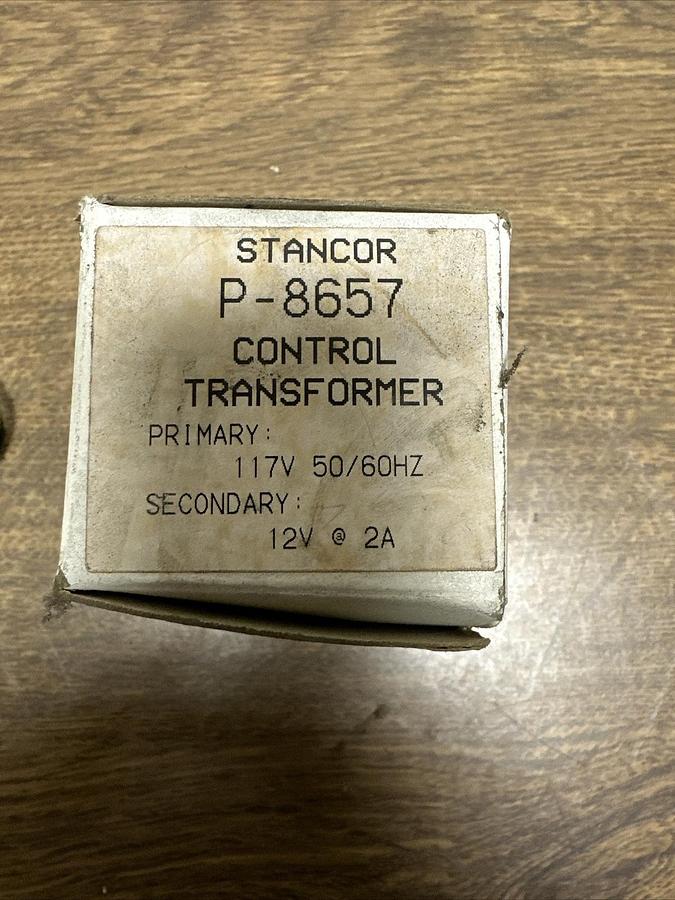 STANCOR
P-8657
CONTROL
TRANSFORMER
PRIMARY:
117V 50/60HZ
SECONDARY:
12V @ 2A